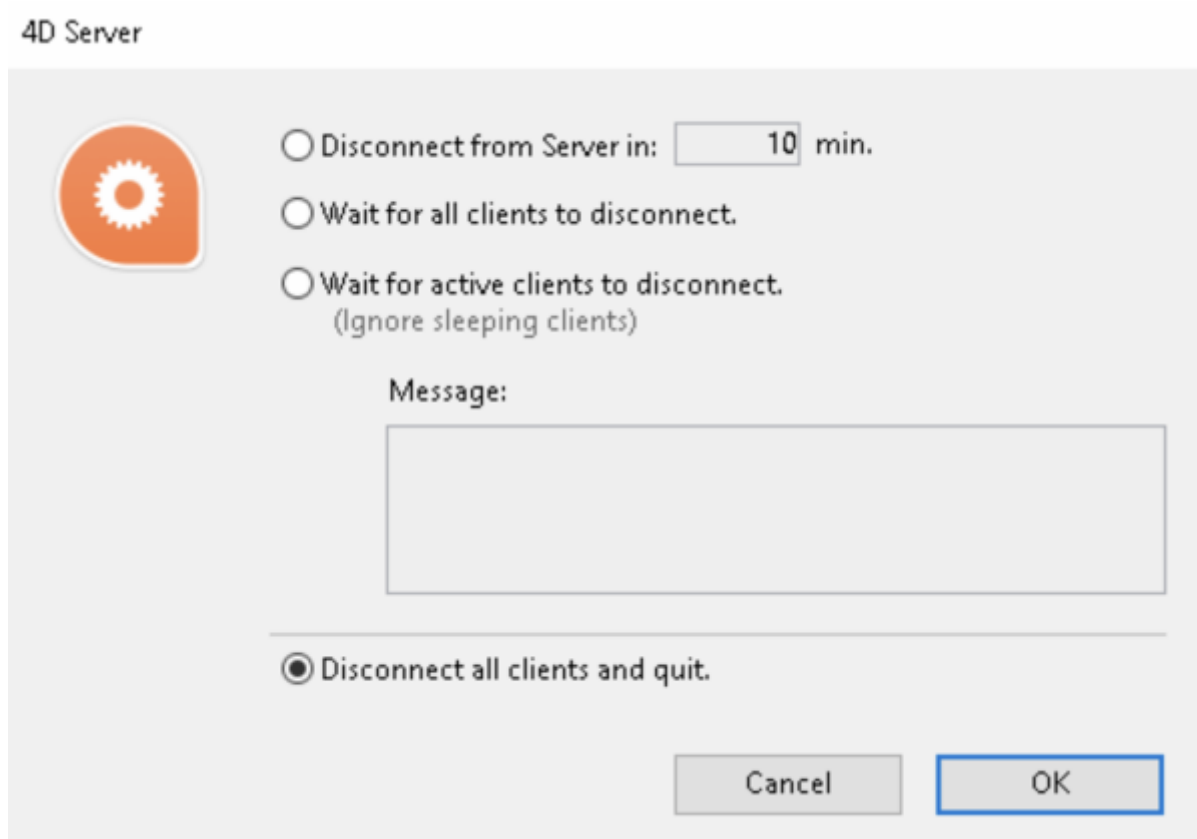 4D Server
Disconnect from Server in: 10 min.
Wait for all clients to disconnect.
Wait for active clients to disconnect.
(Ignore sleeping clients)
Message:
Disconnect all clients and quit.
Cancel OK